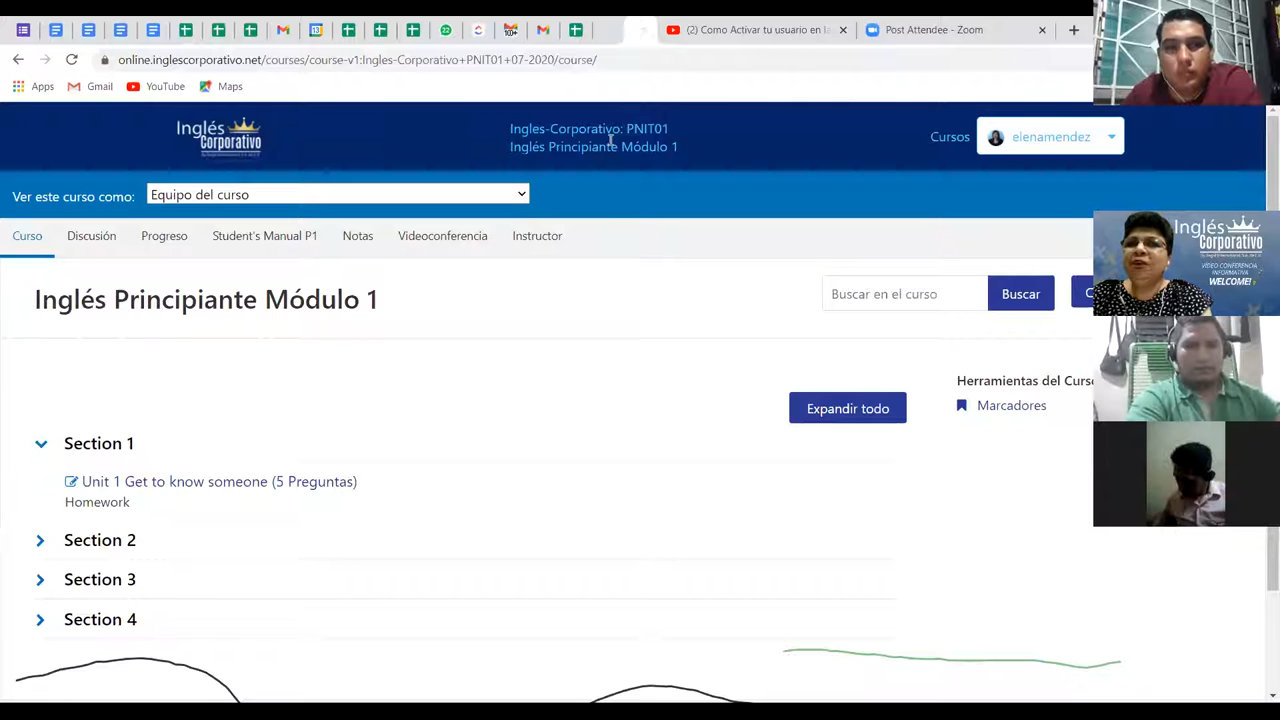 (2) Como Activar tu usuario en la
Post Attendee - Zoom
online.inglescorporativo.net/courses/course-v1:Ingles-Corporativo+PNIT01+07-2020/course/
Apps
Gmail
YouTube
Maps
Inglés
Corporativo
Ingles-Corporativo: PNIT01
Inglés Principiante Módulo 1
Cursos
elenamendez
Ver este curso como:
Equipo del curso
Curso
Discusión
Progreso
Student's Manual P1
Notas
Videoconferencia
Instructor
Inglés
Corporativo
VIDEO CONFERENCIA
INFORMATIVA
WELCOME!
Inglés Principiante Módulo 1
Buscar en el curso
Buscar
Herramientas del Curso
Marcadores
Expandir todo
Section 1
Unit 1 Get to know someone (5 Preguntas)
Homework
Section 2
Section 3
Section 4